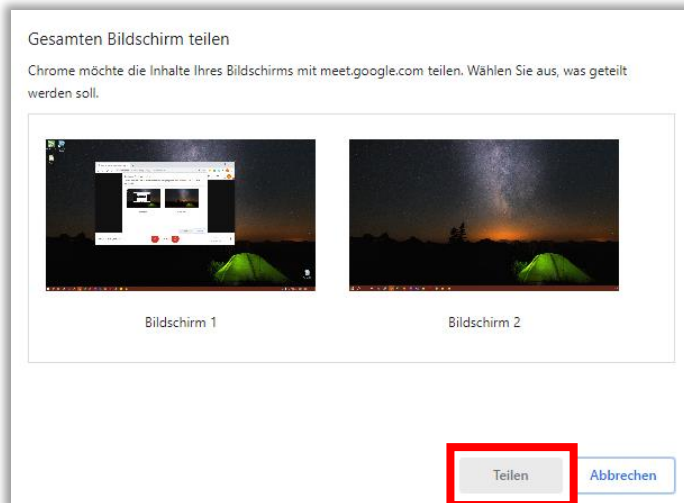 Gesamten Bildschirm teilen
Chrome möchte die Inhalte Ihres Bildschirms mit meet.google.com teilen. Wählen Sie aus, was geteilt
werden soll.
Bildschirm 1
Bildschirm 2
Teilen
Abbrechen